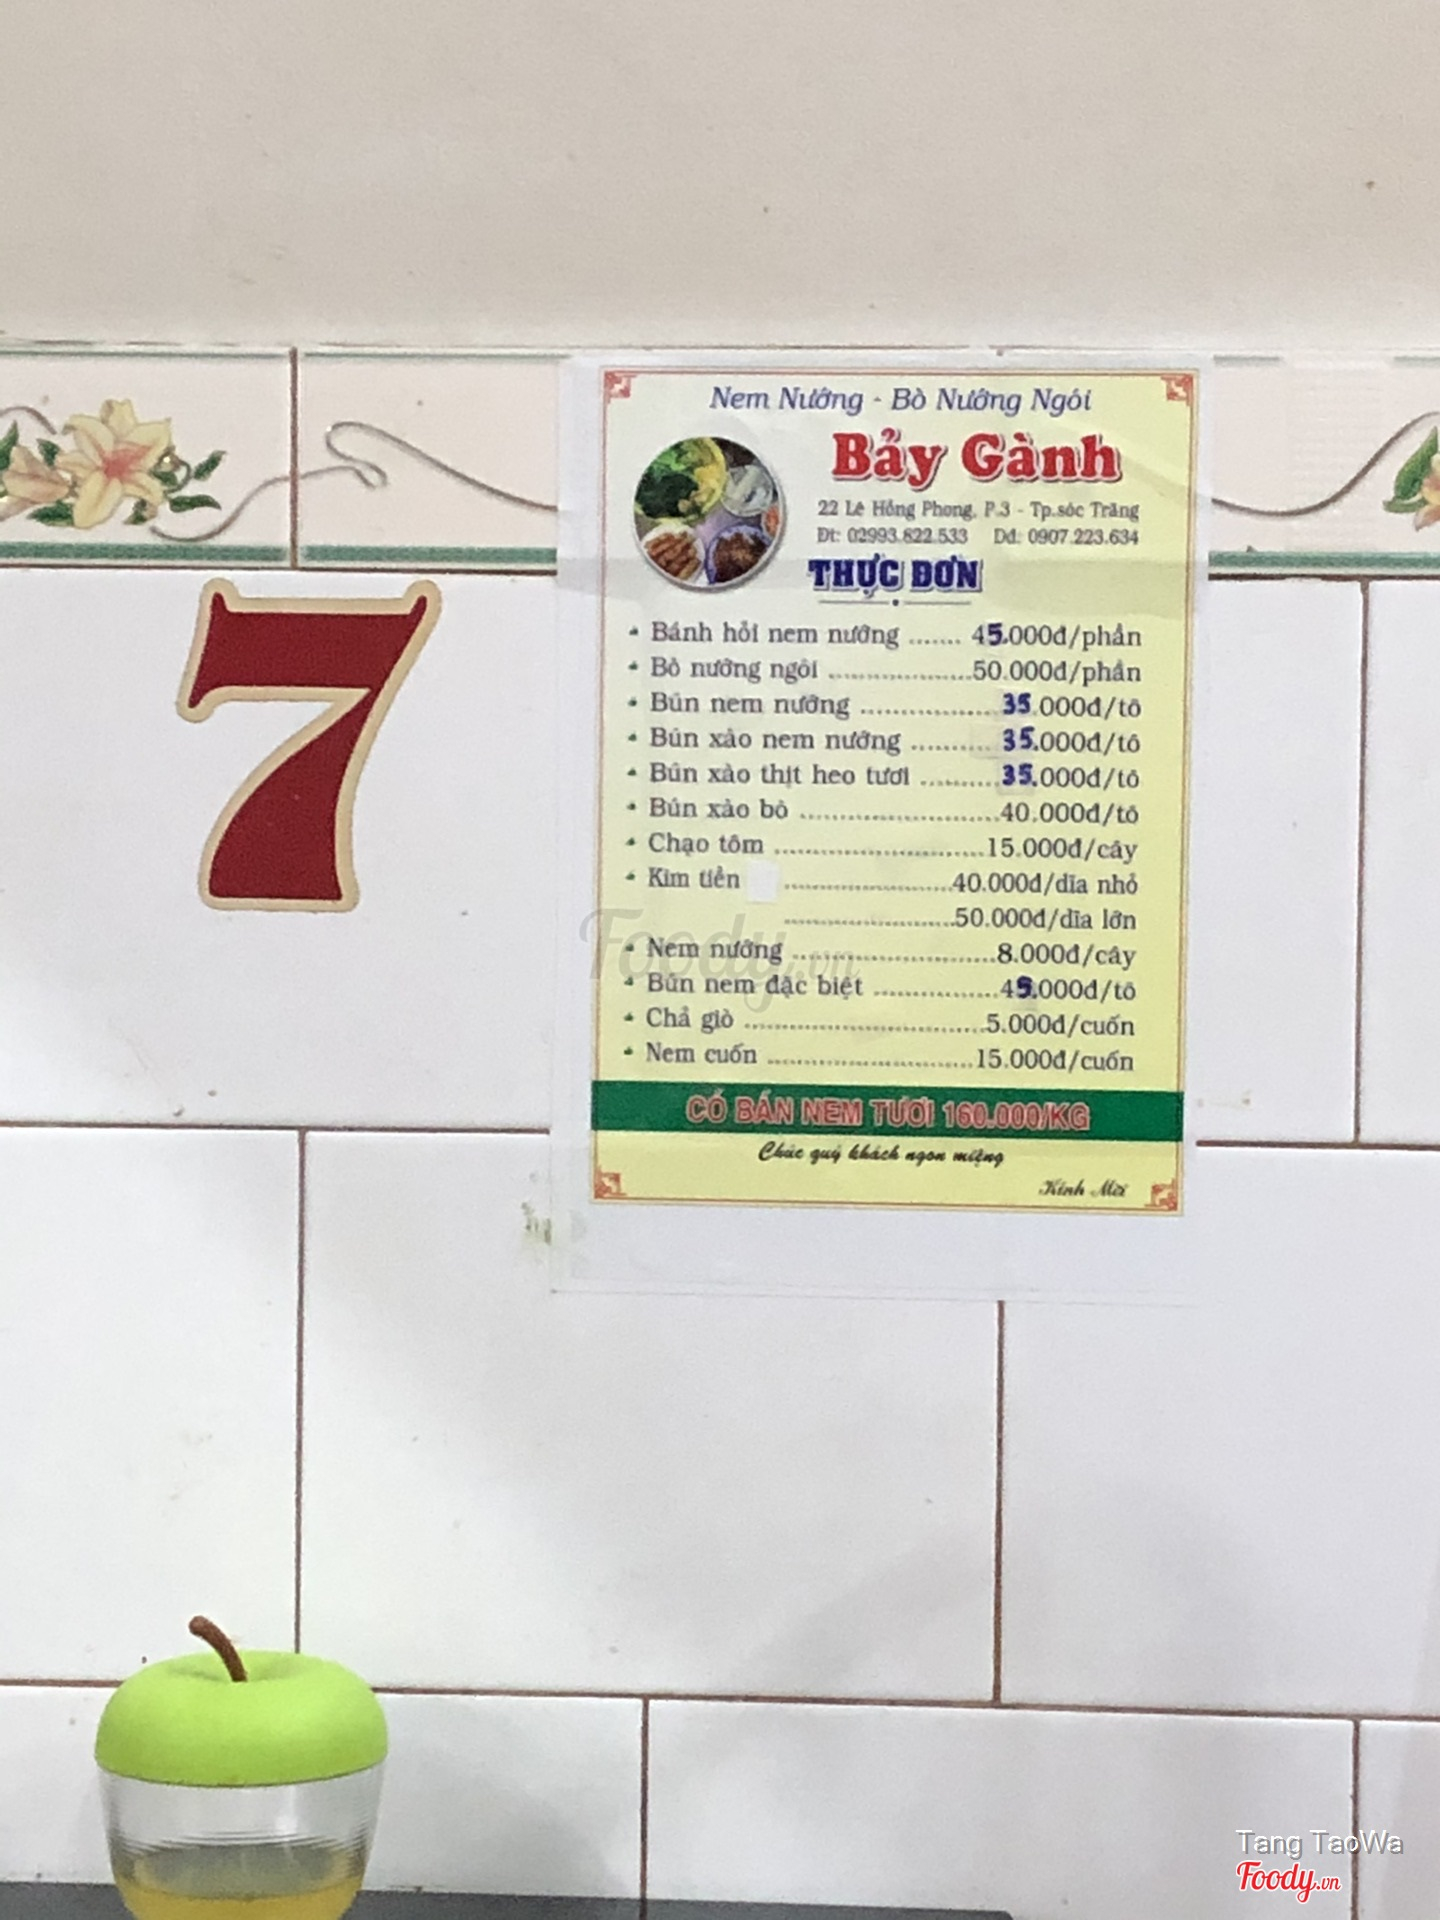 Nem Nướng - Bò Nướng Ngói
Bảy Gành
22 Lê Hồng Phong, P.3 - Tp.sóc Trăng
Đt: 02993.822.533 Dđ: 0907.223.634
THỰC ĐƠN
Bánh hỏi nem nướng ....... 45.000đ/phần
Bò nướng ngói ......................50.000đ/phần
Bún nem nướng .................... 35.000đ/tô
Bún xào nem nướng ............ 35.000đ/tô
Bún xào thịt heo tươi ............35.000đ/tô
Bún xào bò ..............................40.000đ/tô
Chạo tôm ................................15.000đ/cây
Kim tiền .........................40.000đ/dĩa nhỏ
.........................50.000đ/dĩa lớn
Nem nướng ..............................8.000đ/cây
Bún nem đặc biệt ...................45.000đ/tô
Chả giò .....................................5.000đ/cuốn
Nem cuốn ...............................15.000đ/cuốn
CÓ BÁN NEM TƯƠI 160.000/KG
Chúc quý khách ngon miệng
Kính Mời
7
Foody.vn
Tang TaoWa
Foody.vn